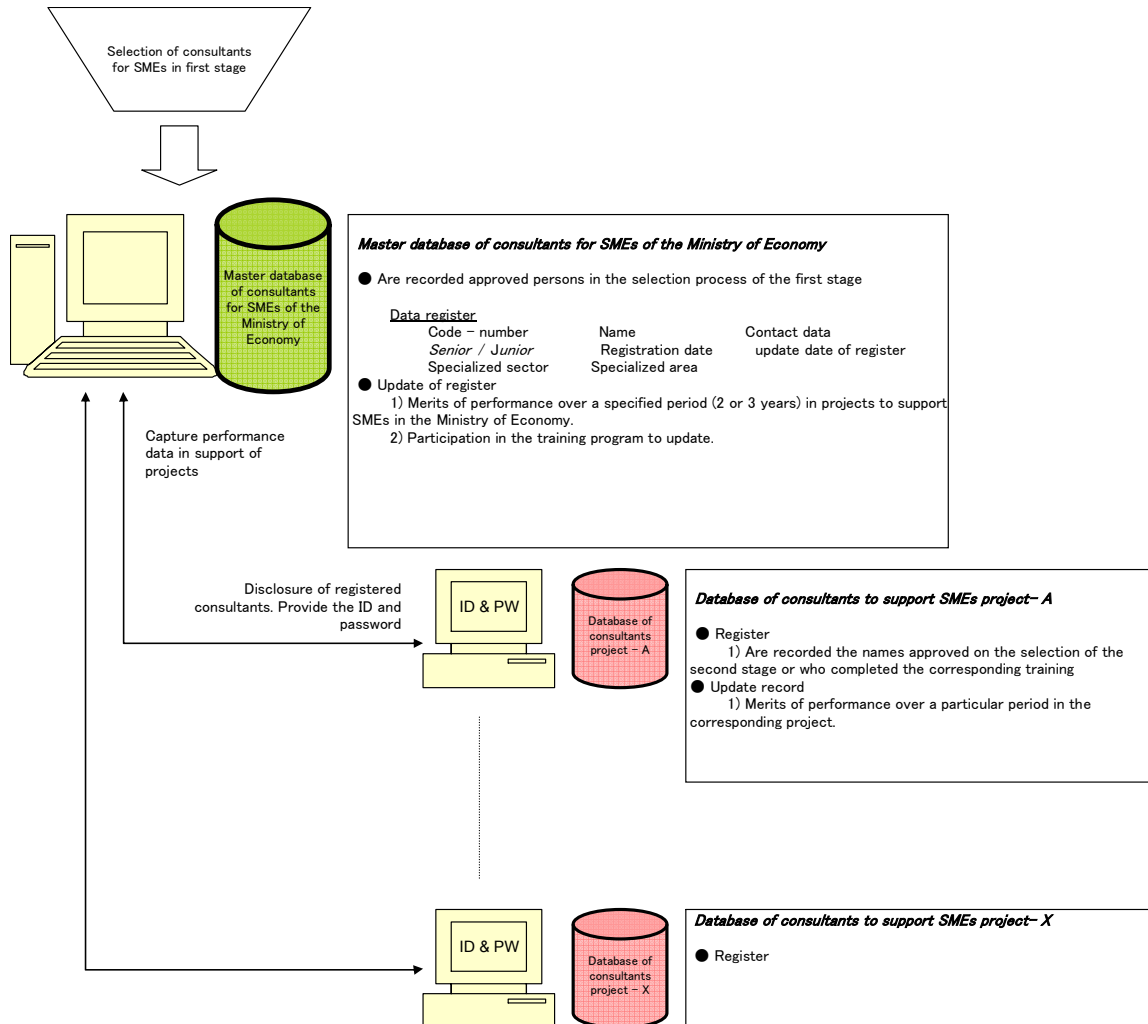 Selection of consultants
for SMEs in first stage
Master database
of consultants
for SMEs of the
Ministry of
Economy
Master database of consultants for SMEs of the Ministry of Economy
● Are recorded approved persons in the selection process of the first stage
Data register
Code - number Name Contact data
Senior / Junior Registration date update date of register
Specialized sector Specialized area
● Update of register
1) Merits of performance over a specified period (2 or 3 years) in projects to support
SMEs in the Ministry of Economy.
2) Participation in the training program to update.
Capture performance
data in support of
projects
Disclosure of registered
consultants. Provide the ID and
password
ID & PW
Database of
consultants
project - A
Database of consultants to support SMEs project- A
● Register
1) Are recorded the names approved on the selection of the
second stage or who completed the corresponding training
● Update record
1) Merits of performance over a particular period in the
corresponding project.
ID & PW
Database of
consultants
project - X
Database of consultants to support SMEs project- X
● Register